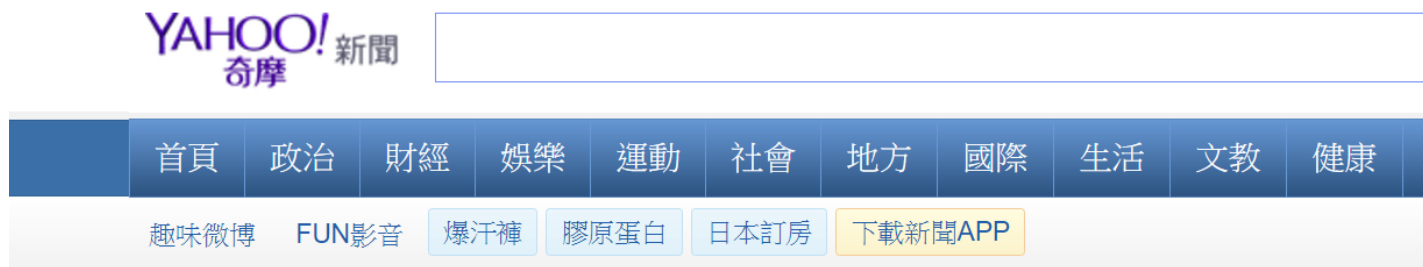 YAHOO! 奇摩 新聞
首頁 政治 財經 娛樂 運動 社會 地方 國際 生活 文教 健康
趣味微博 FUN影音 爆汗褲 膠原蛋白 日本訂房 下載新聞APP